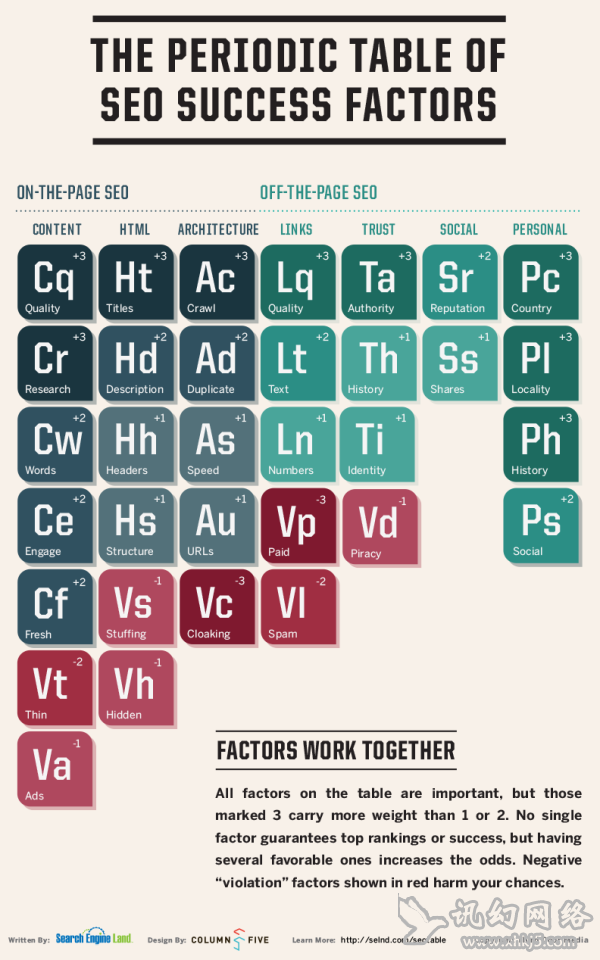 THE PERIODIC TABLE OF
SEO SUCCESS FACTORS
ON-THE-PAGE SEO OFF-THE-PAGE SEO
CONTENT HTML ARCHITECTURE LINKS TRUST SOCIAL PERSONAL
+3 +3 +3 +3 +3 +2 +3
Cq Ht Ac Lq Ta Sr Pc
Quality Titles Crawl Quality Authority Reputation Country
+3 +2 +2 +2 +1 +1 +3
Cr Hd Ad Lt Th Ss Pl
Research Description Duplicate Text History Shares Locality
+2 +1 +1 +1 +1 +3
Cw Hh As Ln Ti Ph
Words Headers Speed Numbers Identity History
+2 +1 +1 -3 -1 +2
Ce Hs Au Vp Vd Ps
Engage Structure URLs Paid Piracy Social
+2 -1 -3 -2
Cf Vs Vc Vl
Fresh Stuffing Cloaking Spam
-2 -1
Vt Vh
Thin Hidden
-1
Va
Ads
FACTORS WORK TOGETHER
All factors on the table are important, but those
marked 3 carry more weight than 1 or 2. No single
factor guarantees top rankings or success, but having
several favorable ones increases the odds. Negative
“violation” factors shown in red harm your chances.
讯幻网络
Written By: Search Engine Land Design By: COLUMN FIVE Learn More: http://selnd.com/seotable Media